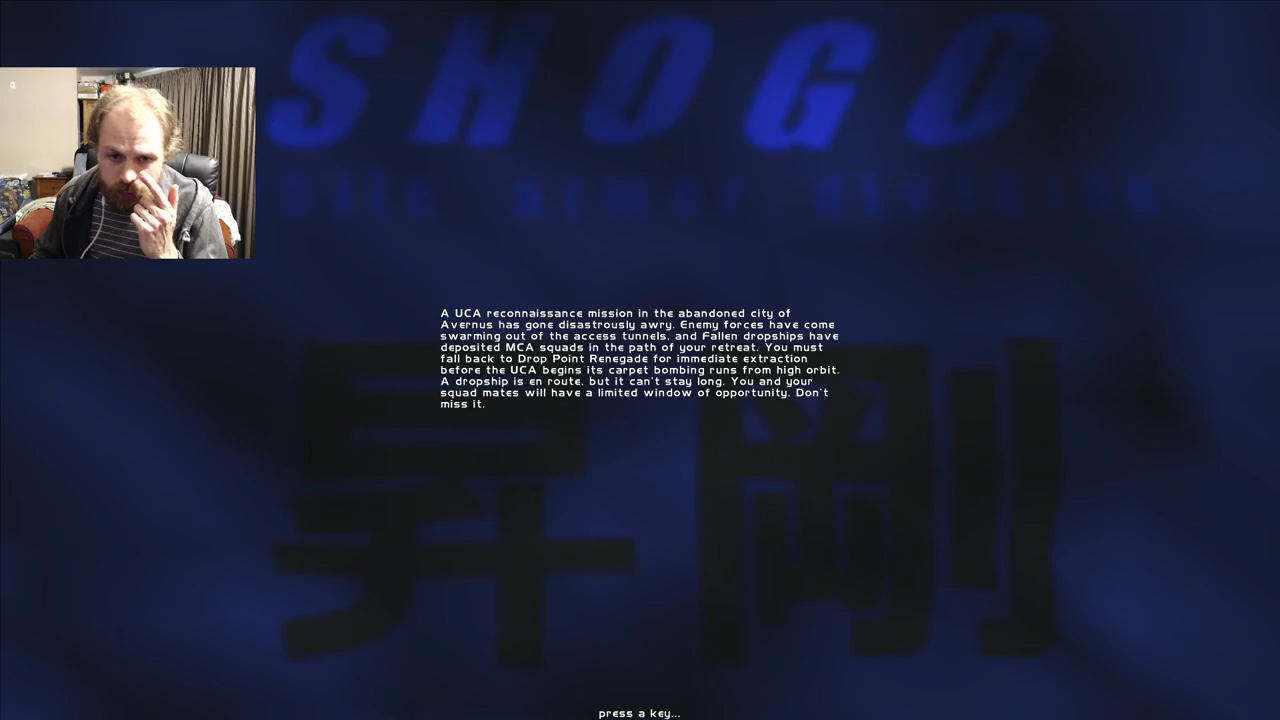 SHOGO
A UCA reconnaissance mission in the abandoned city of
Avernus has gone disastrously awry. Enemy forces have come
swarming out of the access tunnels, and Fallen dropships have
deposited MCA squads in the path of your retreat. You must
fall back to Drop Point Renegade for immediate extraction
before the UCA begins its carpet bombing runs from high orbit.
A dropship is en route, but it can't stay long. You and your
squad mates will have a limited window of opportunity. Don't
miss it.
昇剛
press a key...